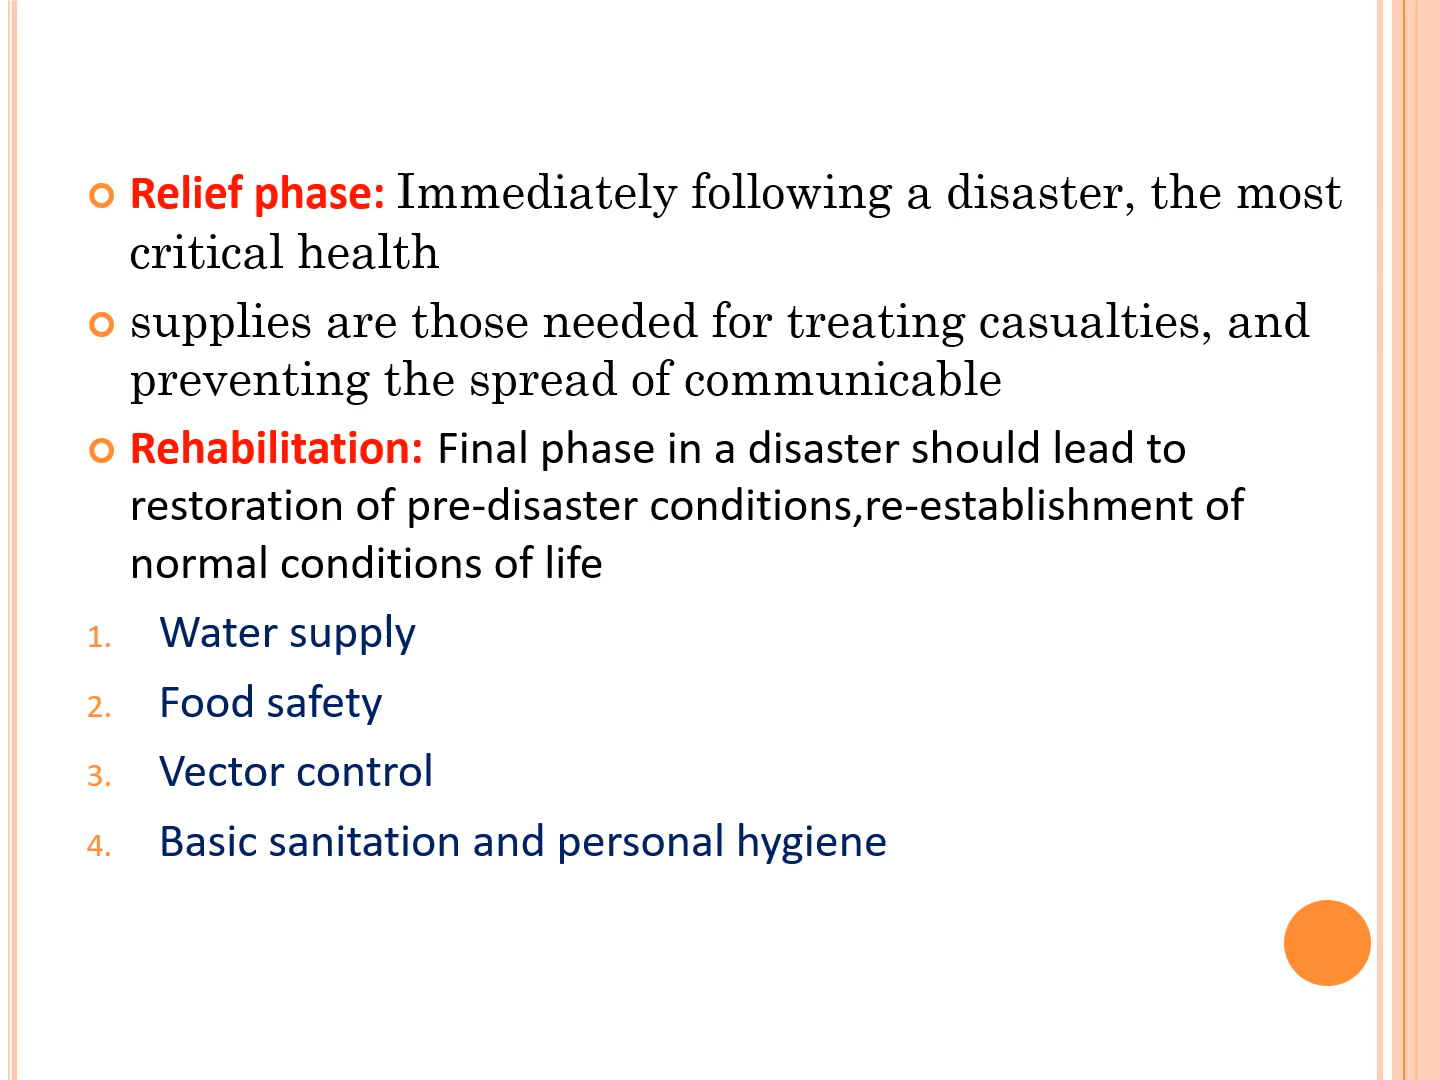 Relief phase: Immediately following a disaster, the most
critical health
supplies are those needed for treating casualties, and
preventing the spread of communicable
Rehabilitation: Final phase in a disaster should lead to
restoration of pre-disaster conditions,re-establishment of
normal conditions of life
1. Water supply
2. Food safety
3. Vector control
4. Basic sanitation and personal hygiene